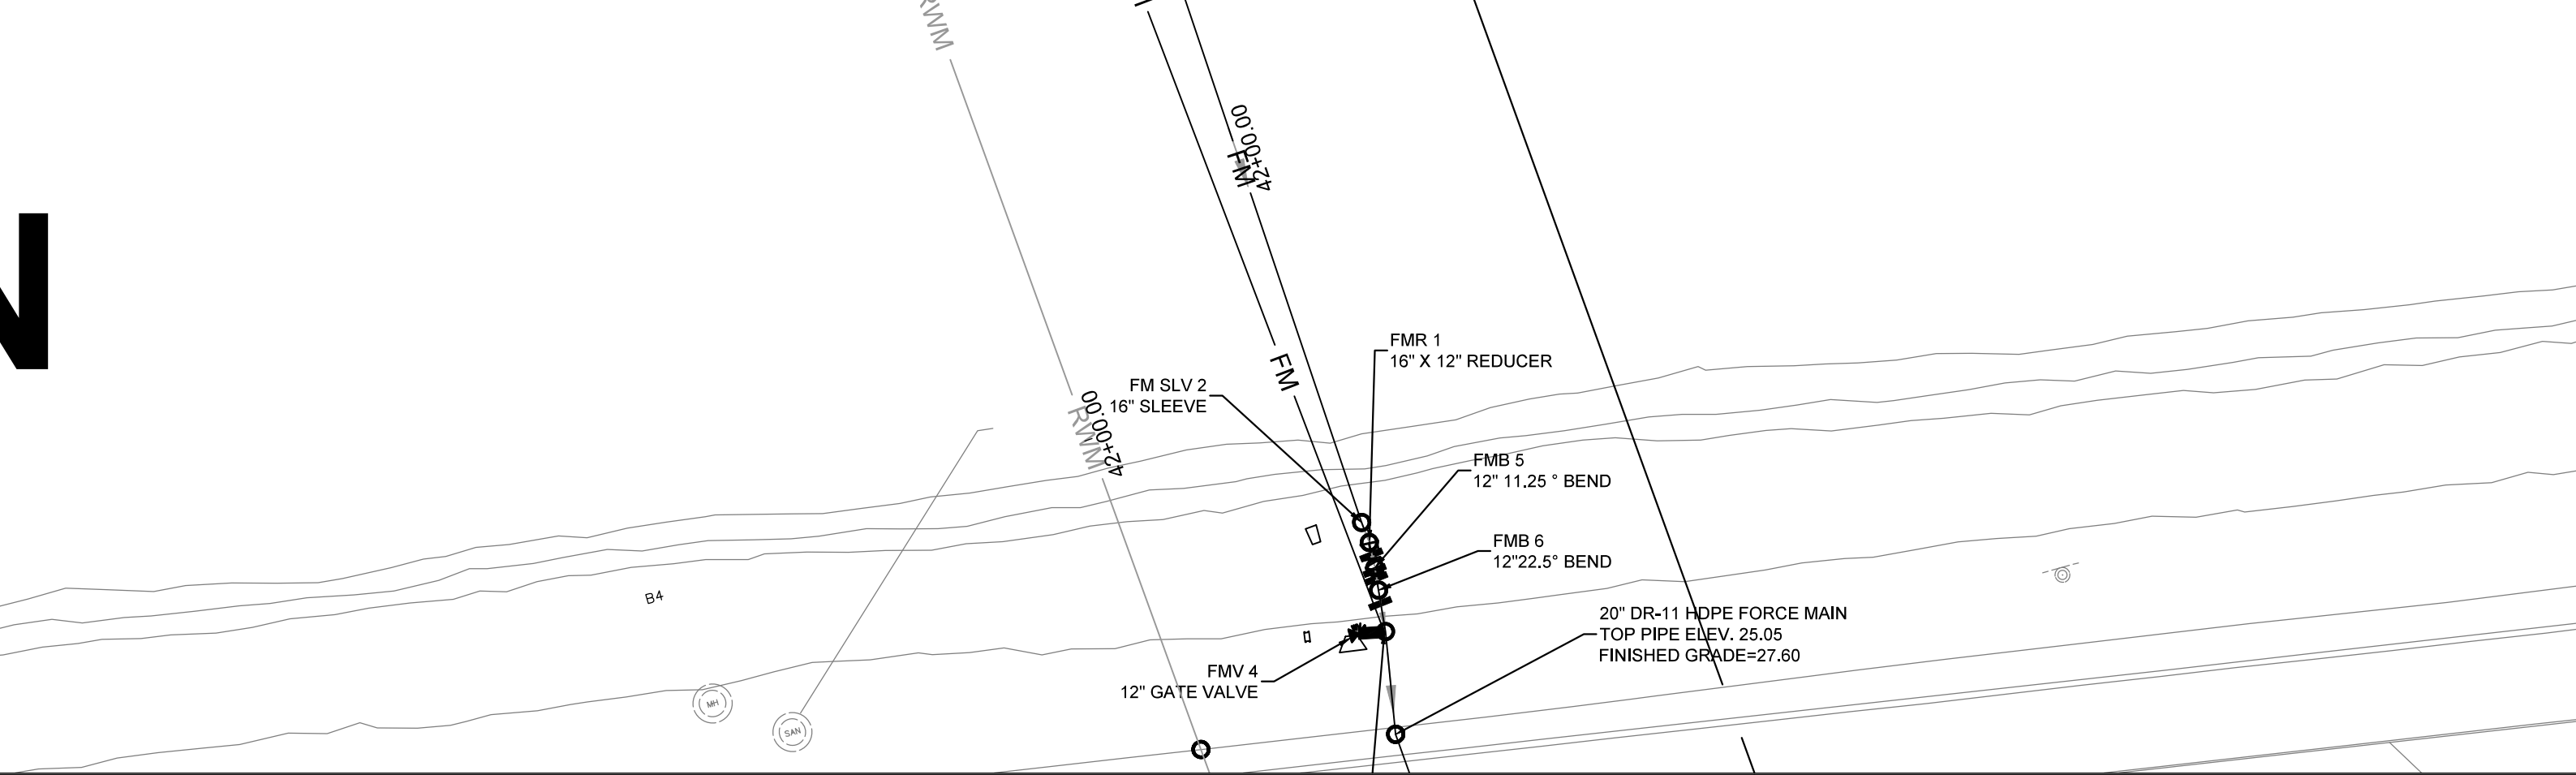 RWM
42+00.00
FM
N
FMR 1
16" X 12" REDUCER
FM
FM SLV 2
16" SLEEVE
42+00.00
RWM
FMB 5
12" 11.25 ° BEND
FMB 6
12"22.5° BEND
B4
20" DR-11 HDPE FORCE MAIN
TOP PIPE ELEV. 25.05
FINISHED GRADE=27.60
FMV 4
12" GATE VALVE
MH
SAN